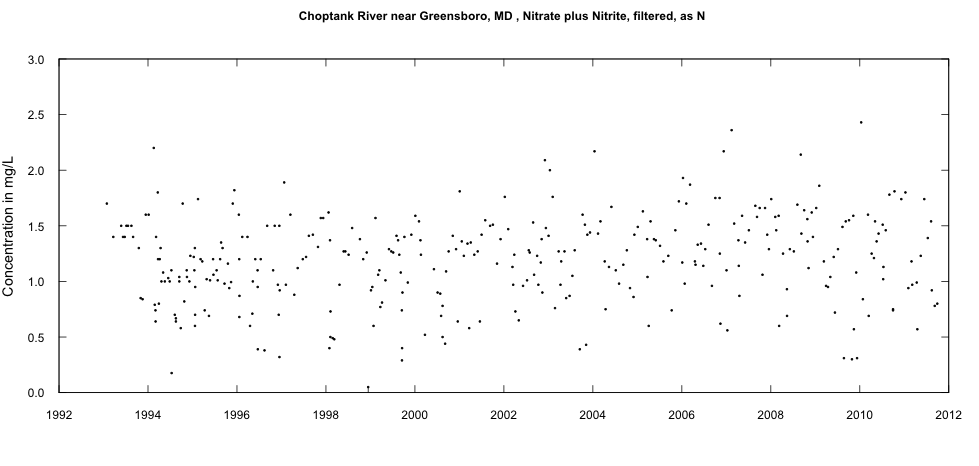 Choptank River near Greensboro, MD , Nitrate plus Nitrite, filtered, as N
Concentration in mg/L
3.0
2.5
2.0
1.5
1.0
0.5
0.0
1992 1994 1996 1998 2000 2002 2004 2006 2008 2010 2012